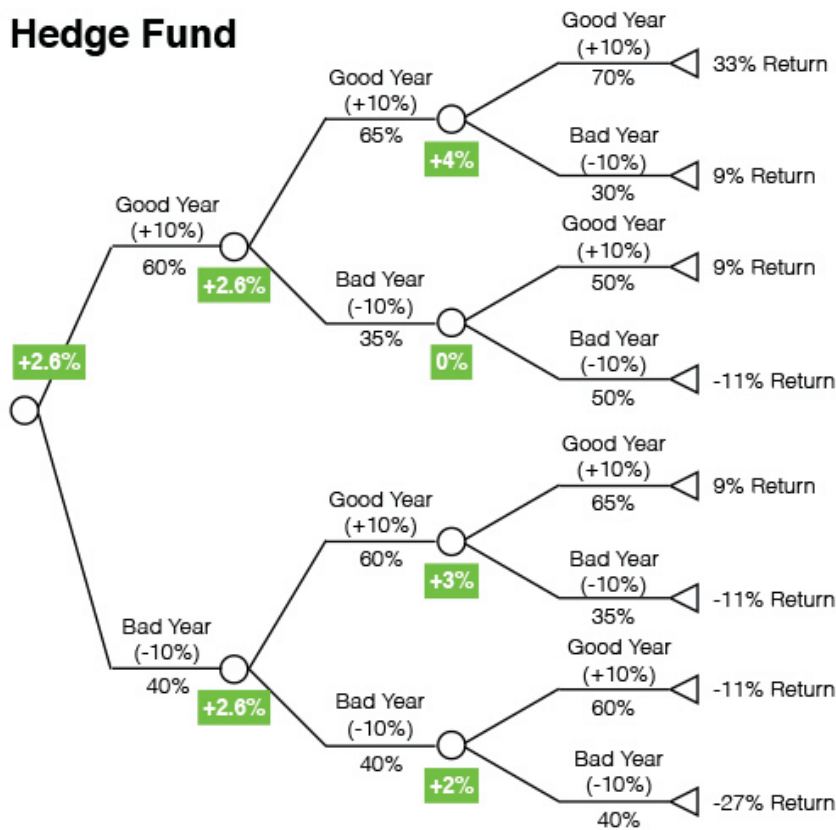 Hedge Fund
Good Year
(+10%)
70%
33% Return
Good Year
(+10%)
65%
+4%
Bad Year
(-10%)
30%
9% Return
Good Year
(+10%)
60%
+2.6%
Good Year
(+10%)
50%
9% Return
Bad Year
(-10%)
35%
0%
Bad Year
(-10%)
50%
-11% Return
+2.6%
Good Year
(+10%)
65%
9% Return
Good Year
(+10%)
60%
+3%
Bad Year
(-10%)
35%
-11% Return
Bad Year
(-10%)
40%
+2.6%
Good Year
(+10%)
60%
-11% Return
Bad Year
(-10%)
40%
+2%
Bad Year
(-10%)
40%
-27% Return